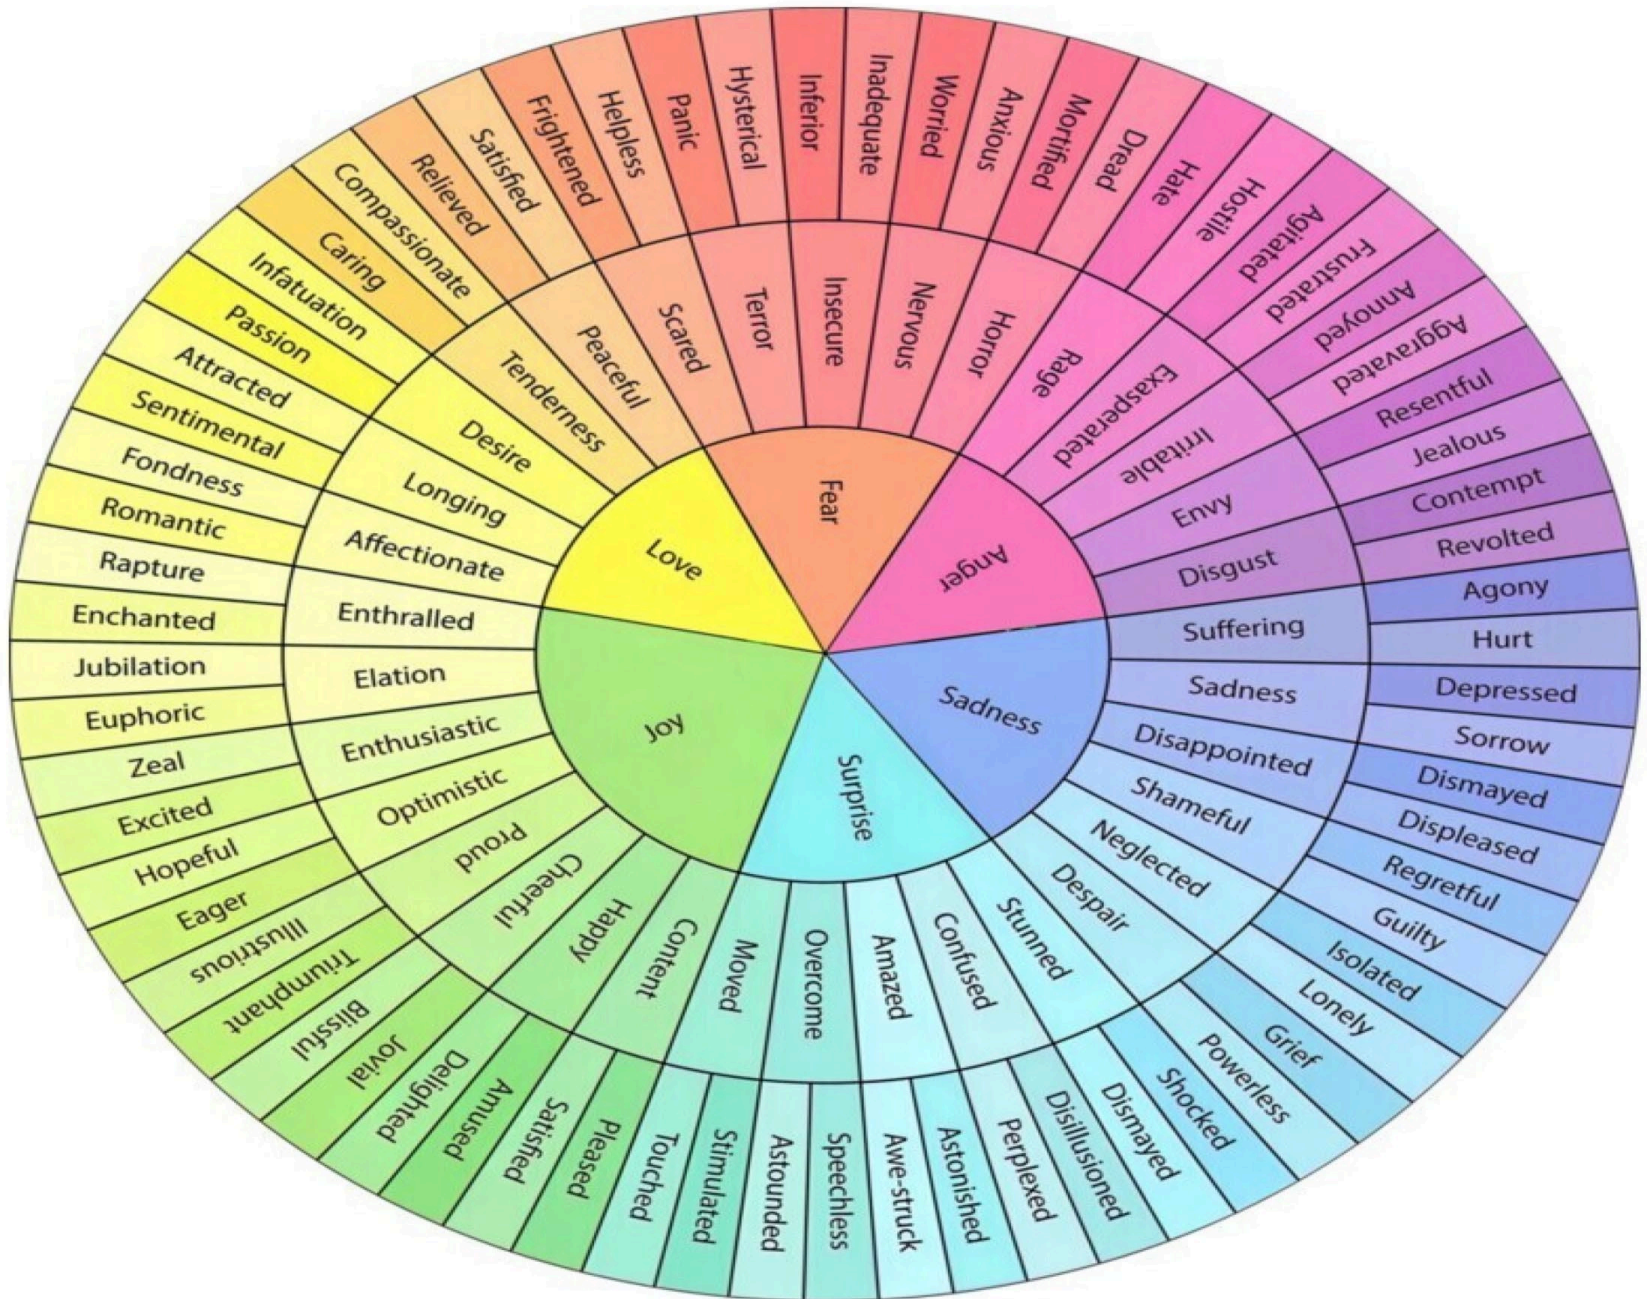 Fear
Anger
Sadness
Surprise
Joy
Love
Scared
Terror
Insecure
Nervous
Horror
Rage
Exasperated
Irritable
Envy
Disgust
Suffering
Sadness
Disappointed
Shameful
Neglected
Despair
Stunned
Confused
Amazed
Overcome
Moved
Content
Happy
Cheerful
Proud
Optimistic
Enthusiastic
Elation
Enthralled
Affectionate
Longing
Desire
Tenderness
Peaceful
Frightened
Helpless
Panic
Hysterical
Inferior
Inadequate
Worried
Anxious
Mortified
Dread
Hate
Hostile
Agitated
Frustrated
Annoyed
Aggravated
Resentful
Jealous
Contempt
Revolted
Agony
Hurt
Depressed
Sorrow
Dismayed
Displeased
Regretful
Guilty
Isolated
Lonely
Grief
Powerless
Shocked
Dismayed
Disillusioned
Perplexed
Astonished
Awe-struck
Speechless
Astounded
Stimulated
Touched
Pleased
Satisfied
Amused
Delighted
Jovial
Blissful
Triumphant
Illustrious
Eager
Hopeful
Excited
Zeal
Euphoric
Jubilation
Enchanted
Rapture
Romantic
Fondness
Sentimental
Attracted
Passion
Infatuation
Caring
Compassionate
Relieved
Satisfied